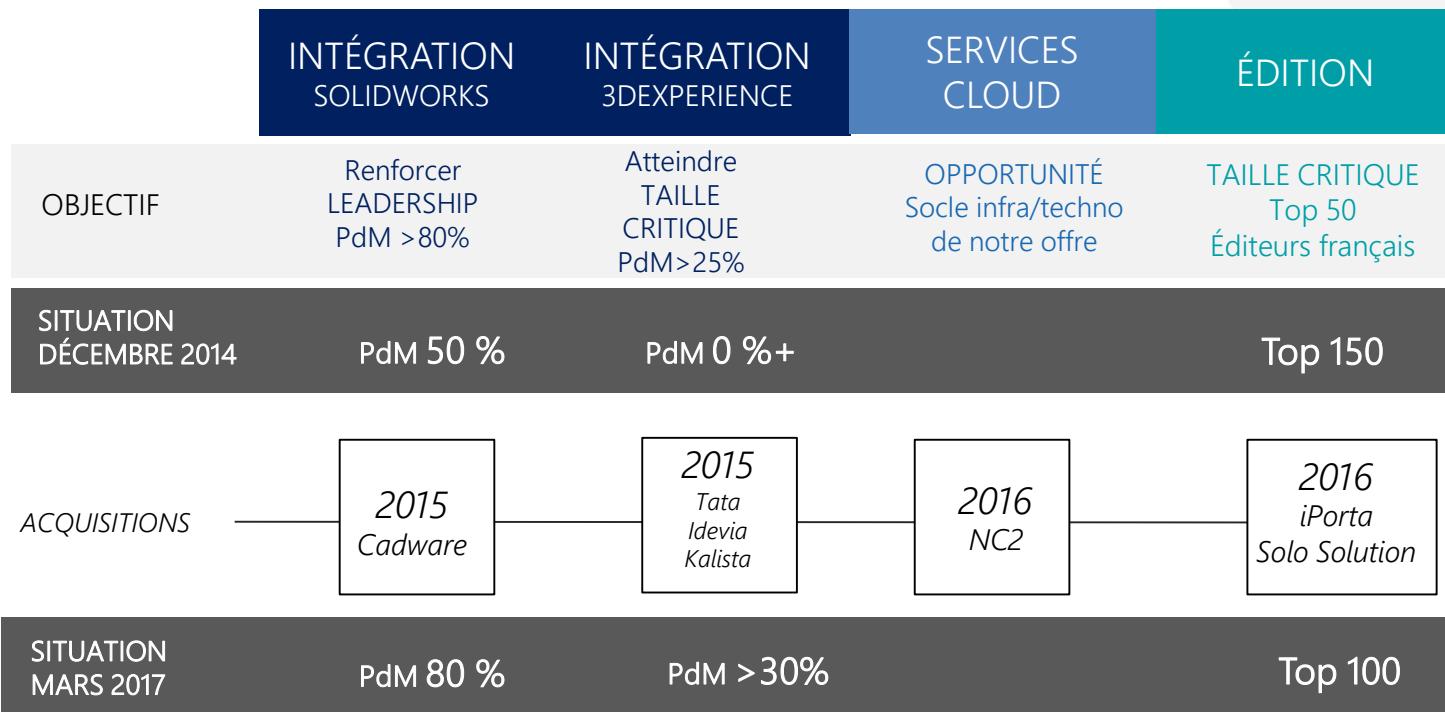 INTÉGRATION
SOLIDWORKS
INTÉGRATION
3DEXPERIENCE
SERVICES
CLOUD
ÉDITION
OBJECTIF
Renforcer
LEADERSHIP
PdM >80%
Atteindre
TAILLE
CRITIQUE
PdM>25%
OPPORTUNITÉ
Socle infra/techno
de notre offre
TAILLE CRITIQUE
Top 50
Éditeurs français
SITUATION
DÉCEMBRE 2014
PdM 50 %
PdM 0 %+
Top 150
ACQUISITIONS
2015
Cadware
2015
Tata
Idevia
Kalista
2016
NC2
2016
iPorta
Solo Solution
SITUATION
MARS 2017
PdM 80 %
PdM >30%
Top 100